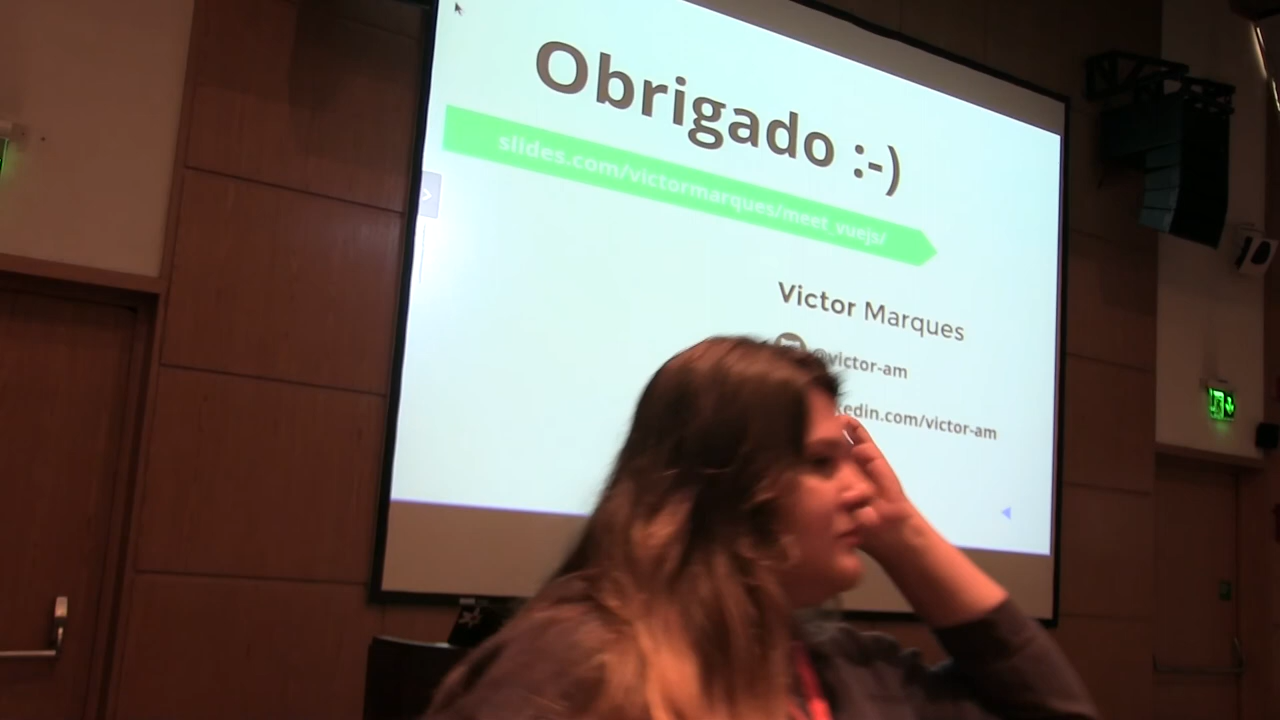 Obrigado :-)
slides.com/victormarques/meet_vuejs/
Victor Marques
@victor-am
kedin.com/victor-am